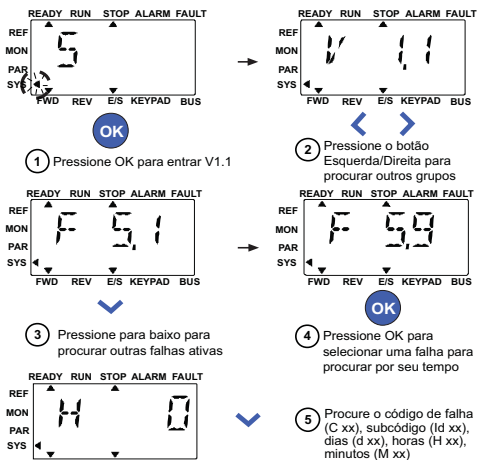 READY RUN STOP ALARM FAULT
REF
MON
PAR
SYS
S
FWD REV E/S KEYPAD BUS
OK
1 Pressione OK para entrar V1.1
READY RUN STOP ALARM FAULT
REF
MON
PAR
SYS
V 1,1
FWD REV E/S KEYPAD BUS
2 Pressione o botão
Esquerda/Direita para
procurar outros grupos
READY RUN STOP ALARM FAULT
REF
MON
PAR
SYS
F 5,1
FWD REV E/S KEYPAD BUS
3 Pressione para baixo para
procurar outras falhas ativas
READY RUN STOP ALARM FAULT
REF
MON
PAR
SYS
F 5,9
FWD REV E/S KEYPAD BUS
OK
4 Pressione OK para
selecionar uma falha para
procurar por seu tempo
READY RUN STOP ALARM FAULT
REF
MON
PAR
SYS
H 0
5 Procure o código de falha
(C xx), subcódigo (Id xx),
dias (d xx), horas (H xx),
minutos (M xx)